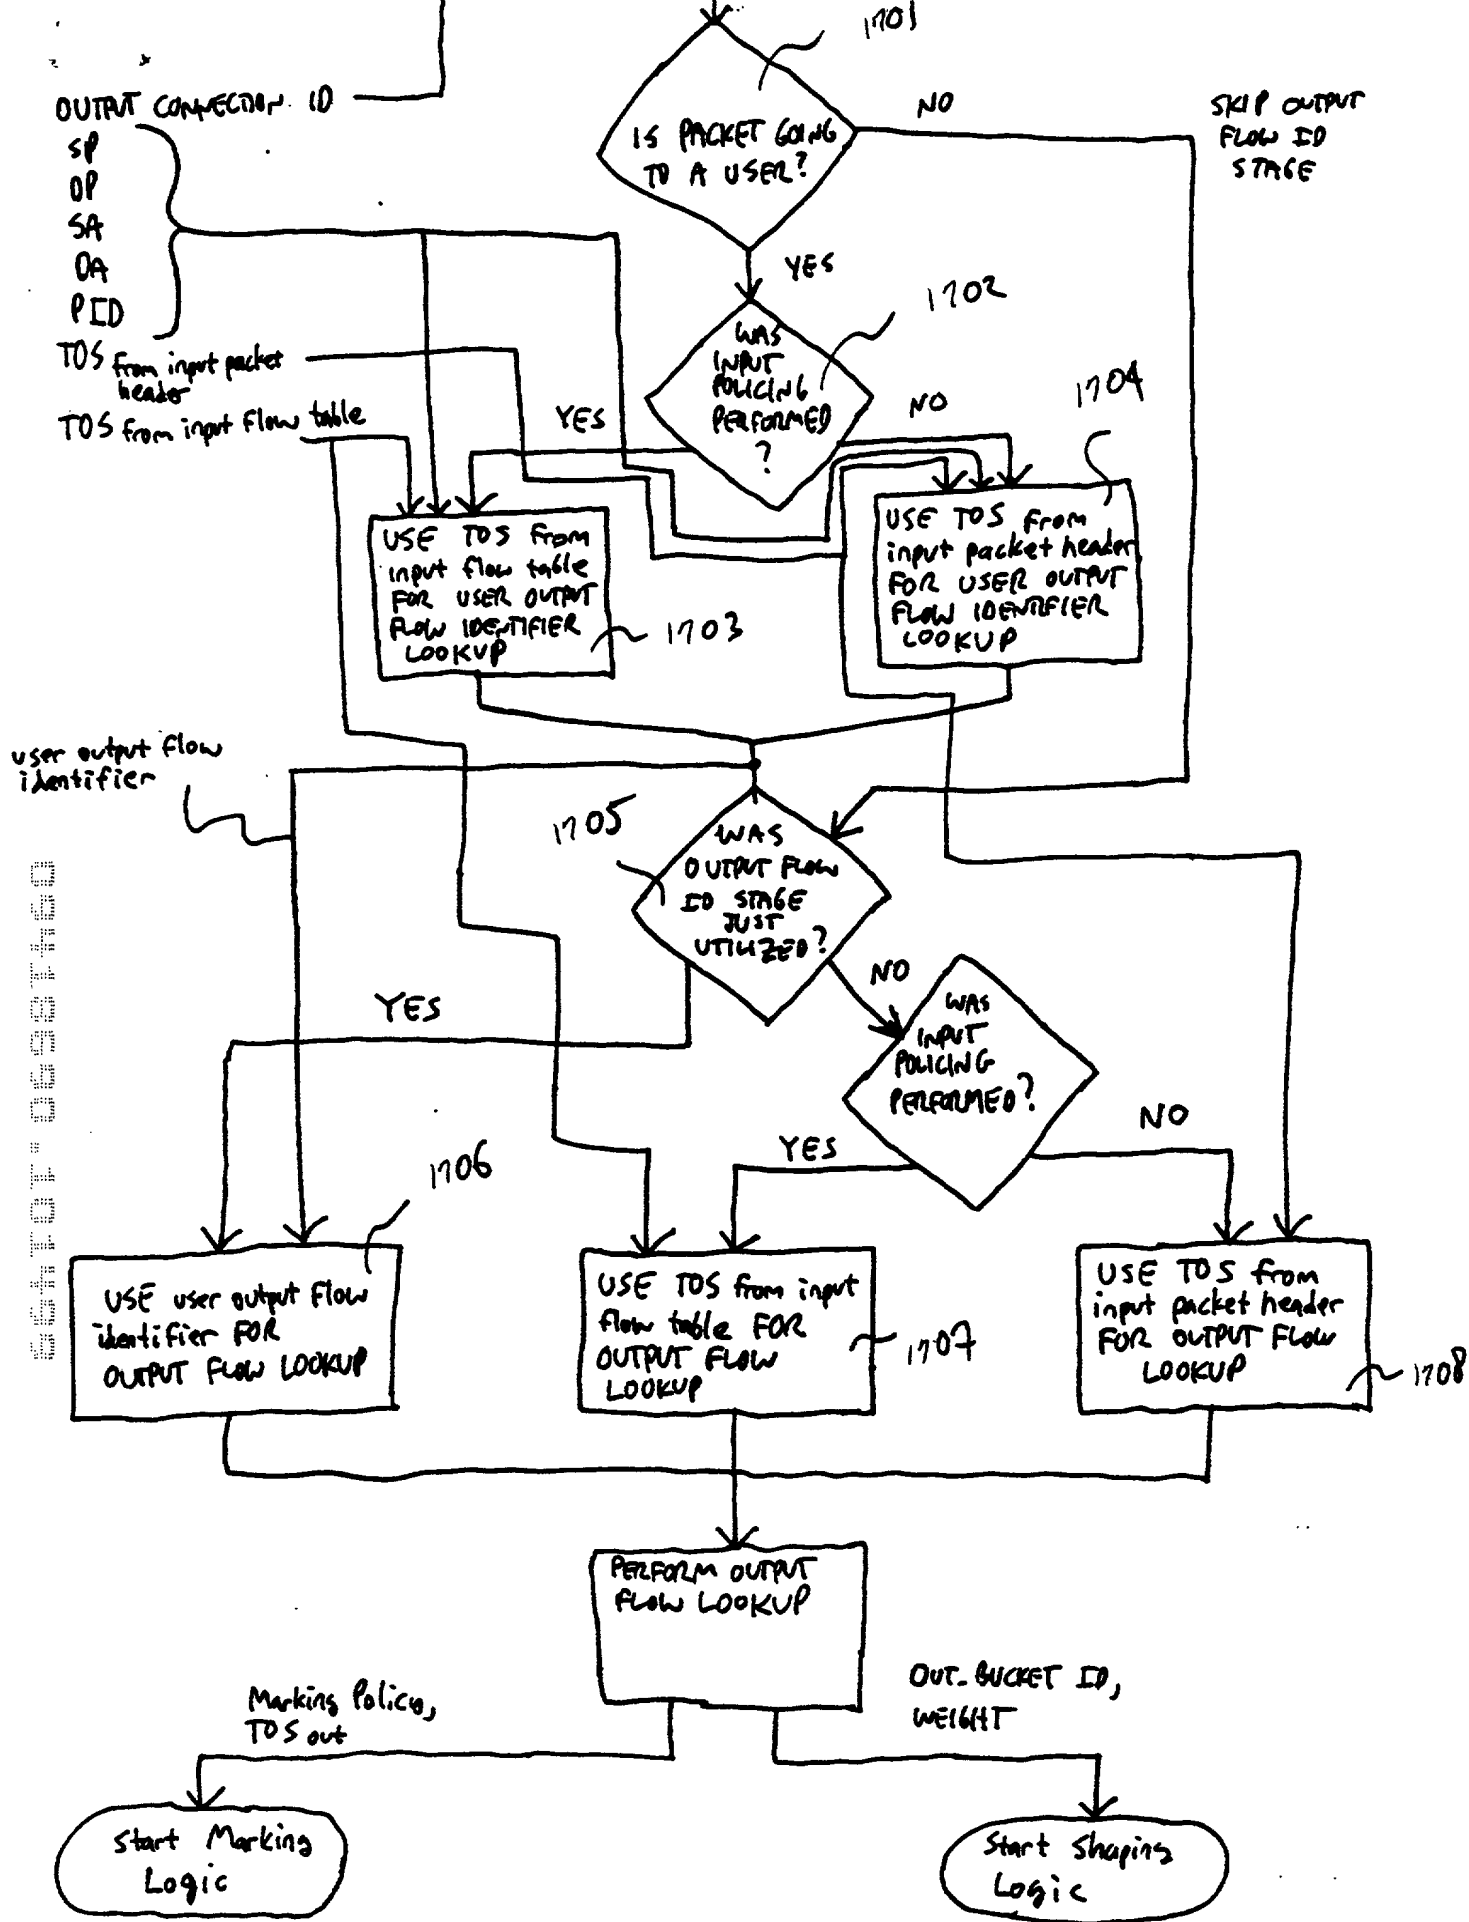 1701
OUTPUT CONNECTION ID
SP
DP
SA
DA
PID
TOS from input packet
header
TOS from input flow table
IS PACKET GOING
TO A USER?
NO
SKIP OUTPUT
FLOW ID
STAGE
YES
1702
WAS
INPUT
POLICING
PERFORMED
?
YES
NO
1704
USE TOS from
input flow table
FOR USER OUTPUT
FLOW IDENTIFIER
LOOKUP
1703
USE TOS from
input packet header
FOR USER OUTPUT
FLOW IDENTIFIER
LOOKUP
user output flow
identifier
1705
WAS
OUTPUT FLOW
ID STAGE
JUST
UTILIZED?
YES
NO
WAS
INPUT
POLICING
PERFORMED?
YES
NO
1706
USE user output flow
identifier FOR
OUTPUT FLOW LOOKUP
USE TOS from input
flow table FOR
OUTPUT FLOW
LOOKUP
1707
USE TOS from
input packet header
FOR OUTPUT FLOW
LOOKUP
1708
PERFORM OUTPUT
FLOW LOOKUP
Marking Policy,
TOS out
OUT_BUCKET ID,
WEIGHT
Start Marking
Logic
Start Shaping
Logic